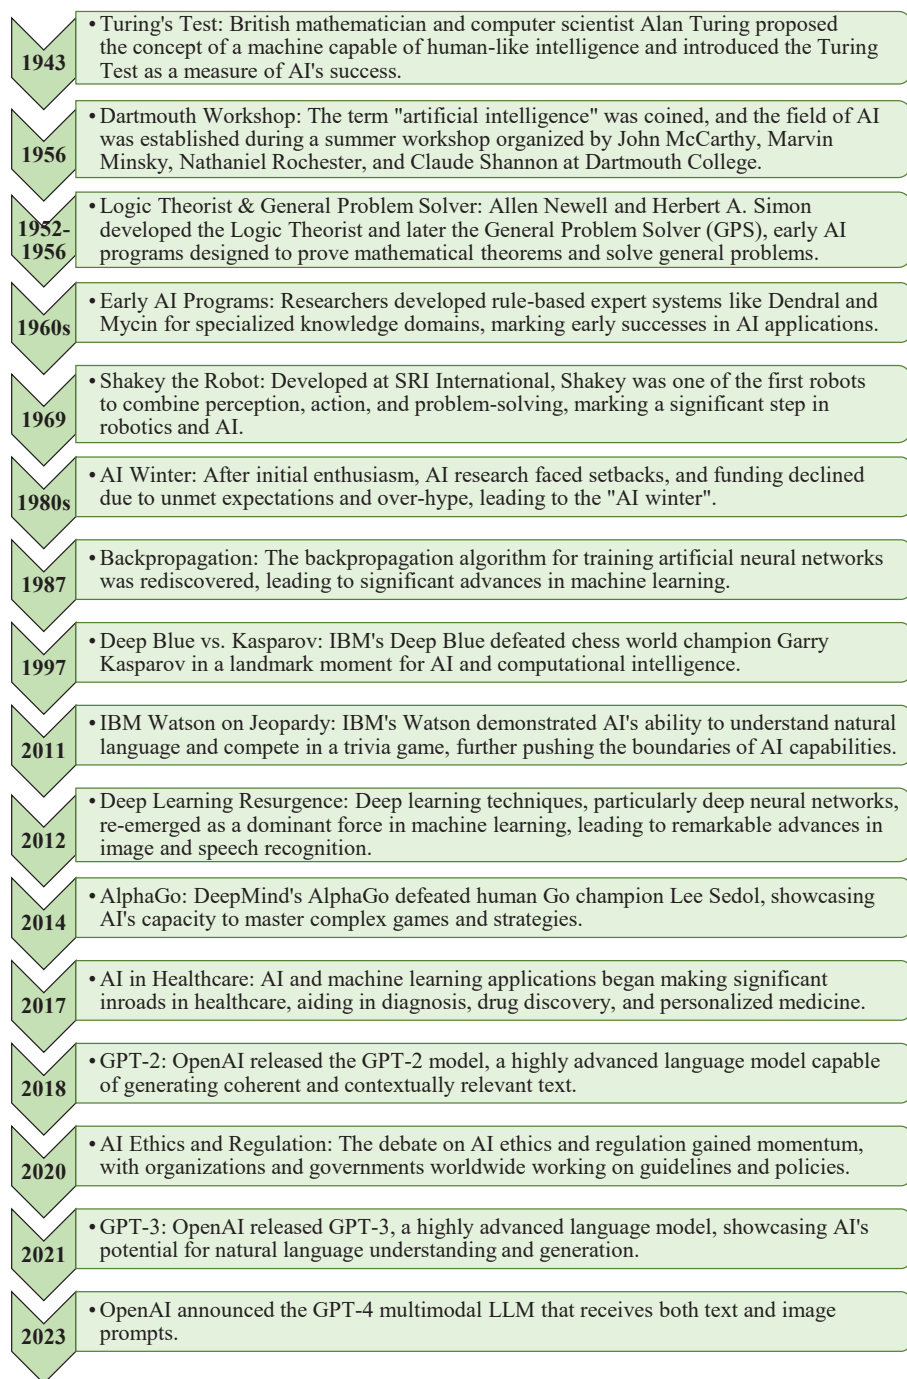 1943
• Turing's Test: British mathematician and computer scientist Alan Turing proposed
the concept of a machine capable of human-like intelligence and introduced the Turing
Test as a measure of AI's success.
1956
• Dartmouth Workshop: The term "artificial intelligence" was coined, and the field of AI
was established during a summer workshop organized by John McCarthy, Marvin
Minsky, Nathaniel Rochester, and Claude Shannon at Dartmouth College.
1952-
1956
• Logic Theorist & General Problem Solver: Allen Newell and Herbert A. Simon
developed the Logic Theorist and later the General Problem Solver (GPS), early AI
programs designed to prove mathematical theorems and solve general problems.
1960s
• Early AI Programs: Researchers developed rule-based expert systems like Dendral and
Mycin for specialized knowledge domains, marking early successes in AI applications.
1969
• Shakey the Robot: Developed at SRI International, Shakey was one of the first robots
to combine perception, action, and problem-solving, marking a significant step in
robotics and AI.
1980s
• AI Winter: After initial enthusiasm, AI research faced setbacks, and funding declined
due to unmet expectations and over-hype, leading to the "AI winter".
1987
• Backpropagation: The backpropagation algorithm for training artificial neural networks
was rediscovered, leading to significant advances in machine learning.
1997
• Deep Blue vs. Kasparov: IBM's Deep Blue defeated chess world champion Garry
Kasparov in a landmark moment for AI and computational intelligence.
2011
• IBM Watson on Jeopardy: IBM's Watson demonstrated AI's ability to understand natural
language and compete in a trivia game, further pushing the boundaries of AI capabilities.
2012
• Deep Learning Resurgence: Deep learning techniques, particularly deep neural networks,
re-emerged as a dominant force in machine learning, leading to remarkable advances in
image and speech recognition.
2014
• AlphaGo: DeepMind's AlphaGo defeated human Go champion Lee Sedol, showcasing
AI's capacity to master complex games and strategies.
2017
• AI in Healthcare: AI and machine learning applications began making significant
inroads in healthcare, aiding in diagnosis, drug discovery, and personalized medicine.
2018
• GPT-2: OpenAI released the GPT-2 model, a highly advanced language model capable
of generating coherent and contextually relevant text.
2020
• AI Ethics and Regulation: The debate on AI ethics and regulation gained momentum,
with organizations and governments worldwide working on guidelines and policies.
2021
• GPT-3: OpenAI released GPT-3, a highly advanced language model, showcasing AI's
potential for natural language understanding and generation.
2023
• OpenAI announced the GPT-4 multimodal LLM that receives both text and image
prompts.